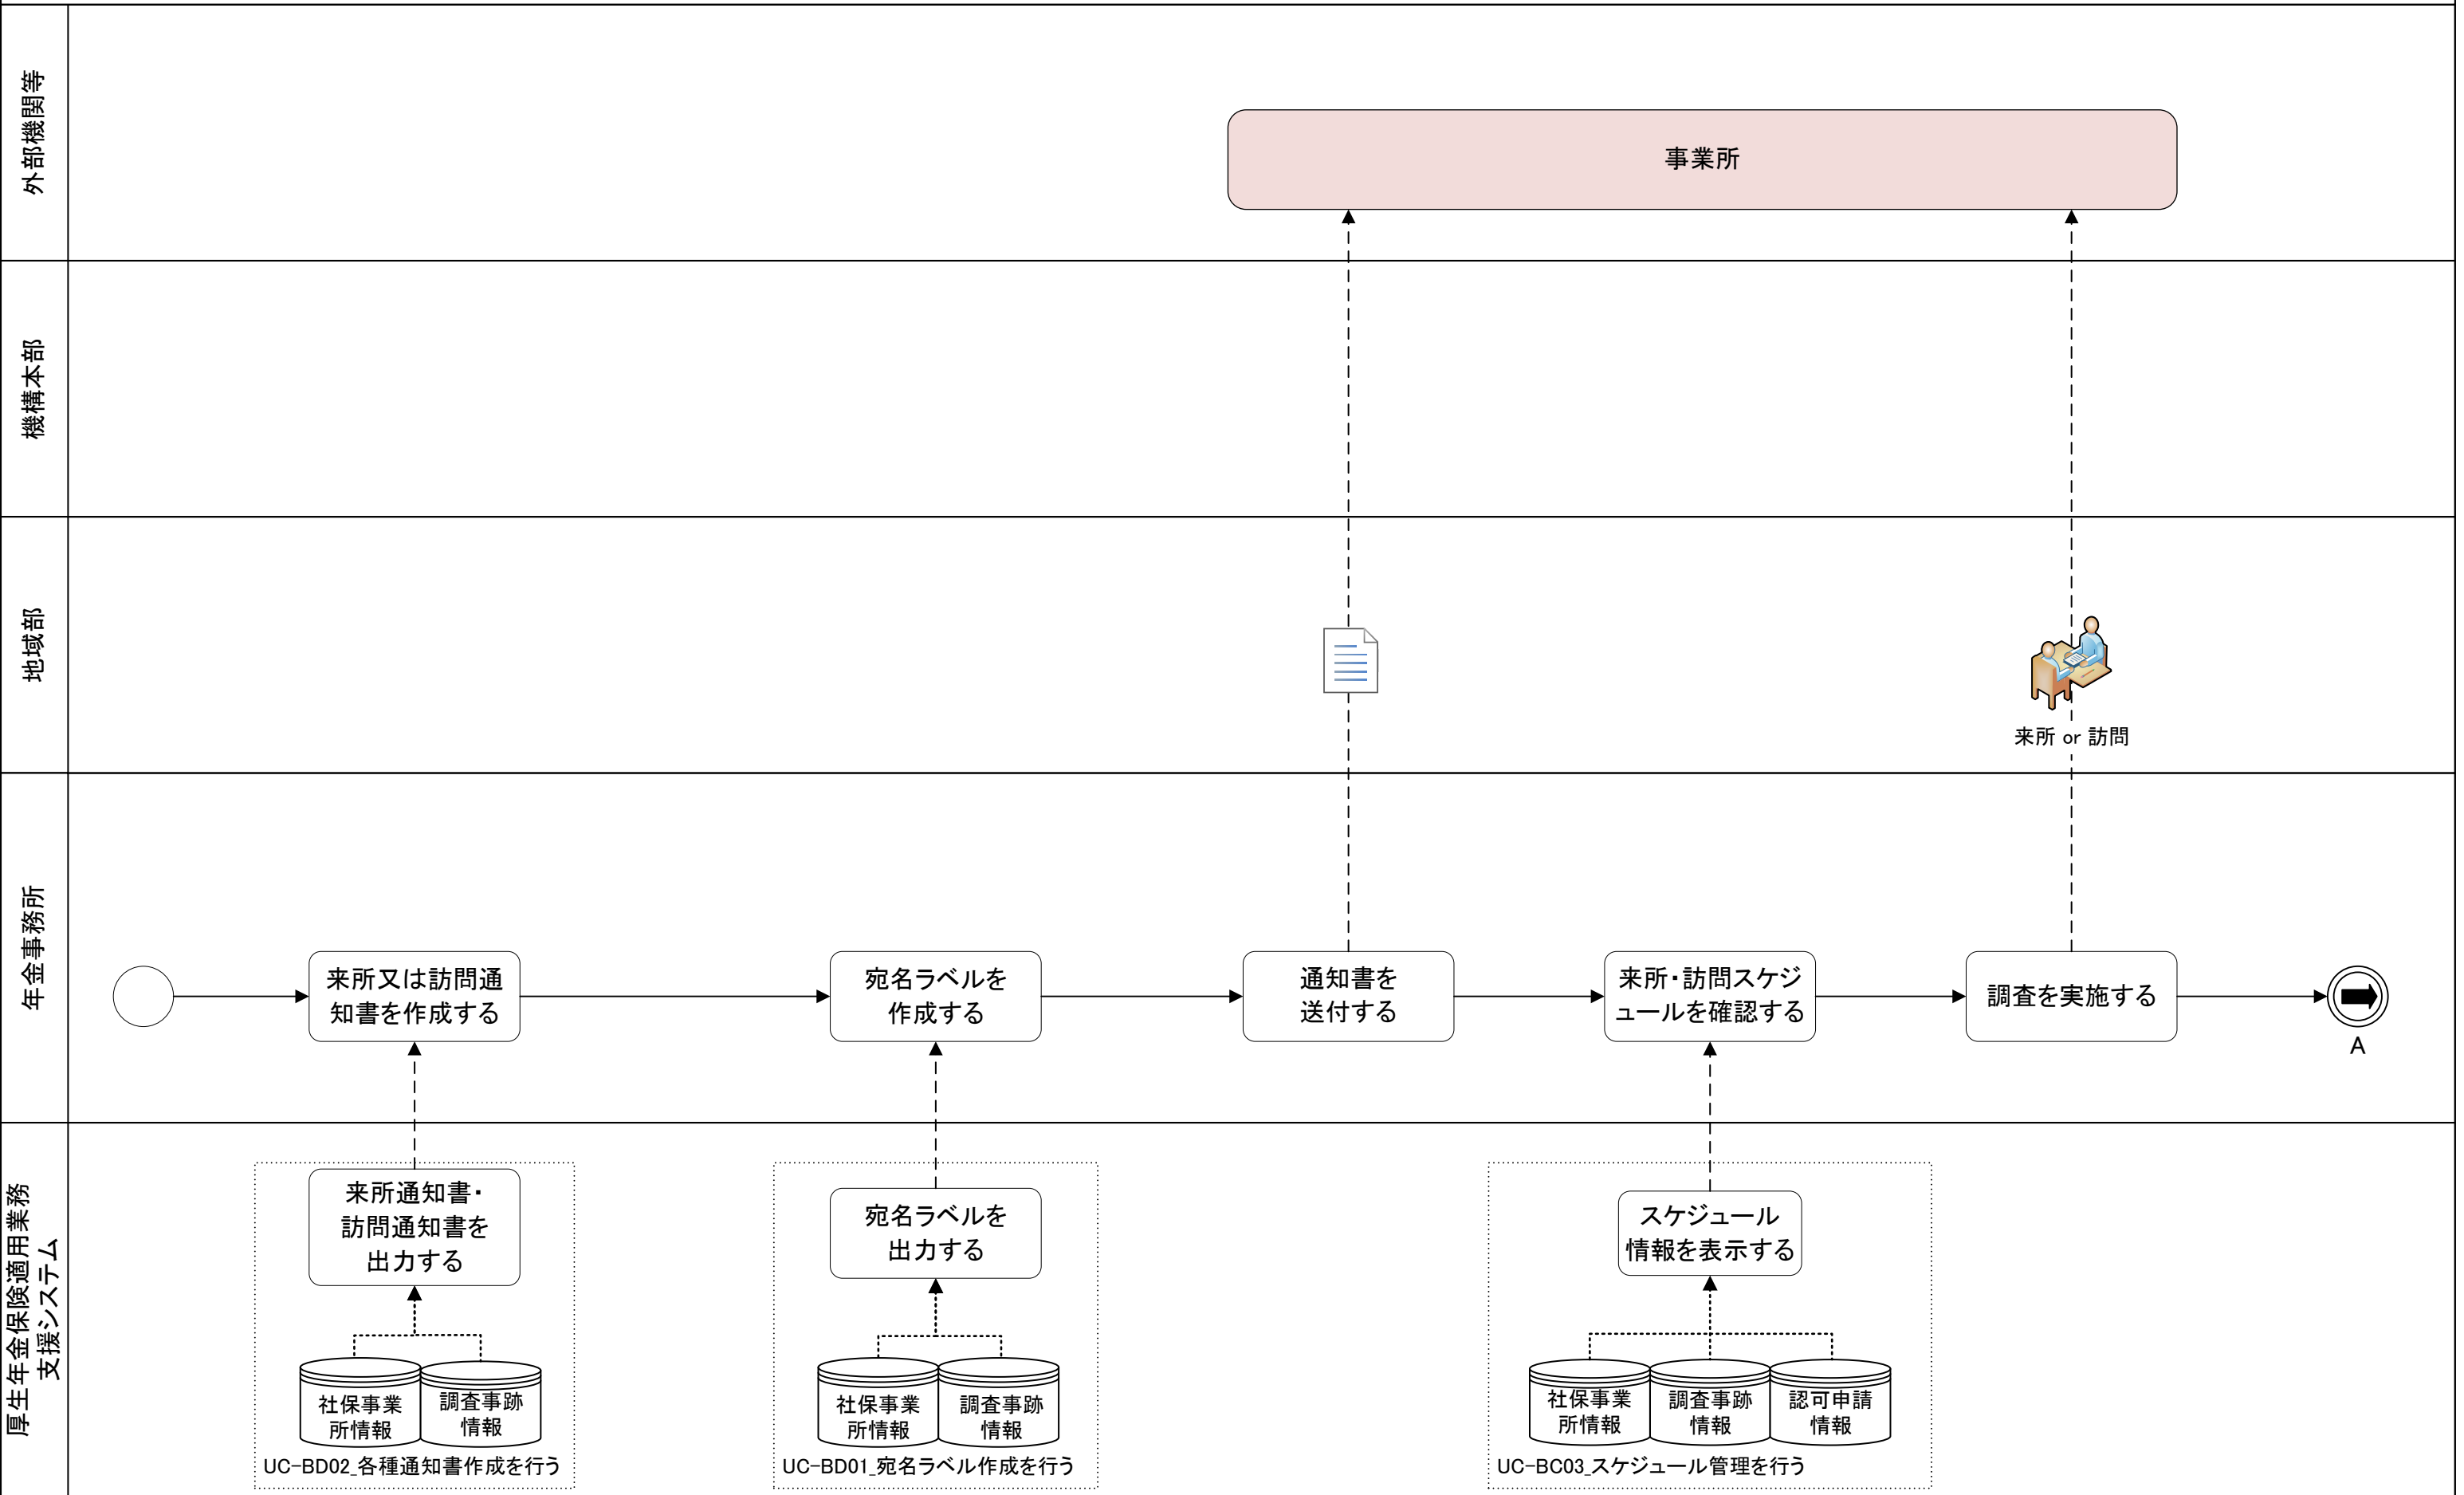 外部機関等
事業所
機構本部
地域部
来所 or 訪問
年金事務所
来所又は訪問通
知書を作成する
宛名ラベルを
作成する
通知書を
送付する
来所・訪問スケジ
ュールを確認する
調査を実施する
A
厚生年金保険適用業務
支援システム
来所通知書・
訪問通知書を
出力する
社保事業
所情報
調査事跡
情報
UC-BD02_各種通知書作成を行う
宛名ラベルを
出力する
社保事業
所情報
調査事跡
情報
UC-BD01_宛名ラベル作成を行う
スケジュール
情報を表示する
社保事業
所情報
調査事跡
情報
認可申請
情報
UC-BC03_スケジュール管理を行う